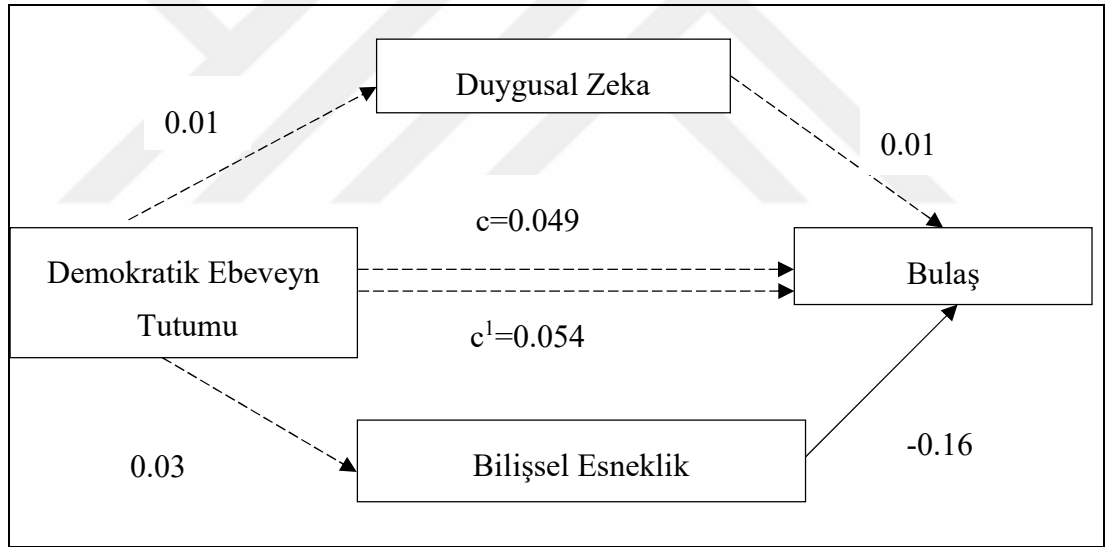 Duygusal Zeka
0.01
0.01
c=0.049
Demokratik Ebeveyn
Tutumu
Bulaş
c¹=0.054
0.03
Bilişsel Esneklik
-0.16